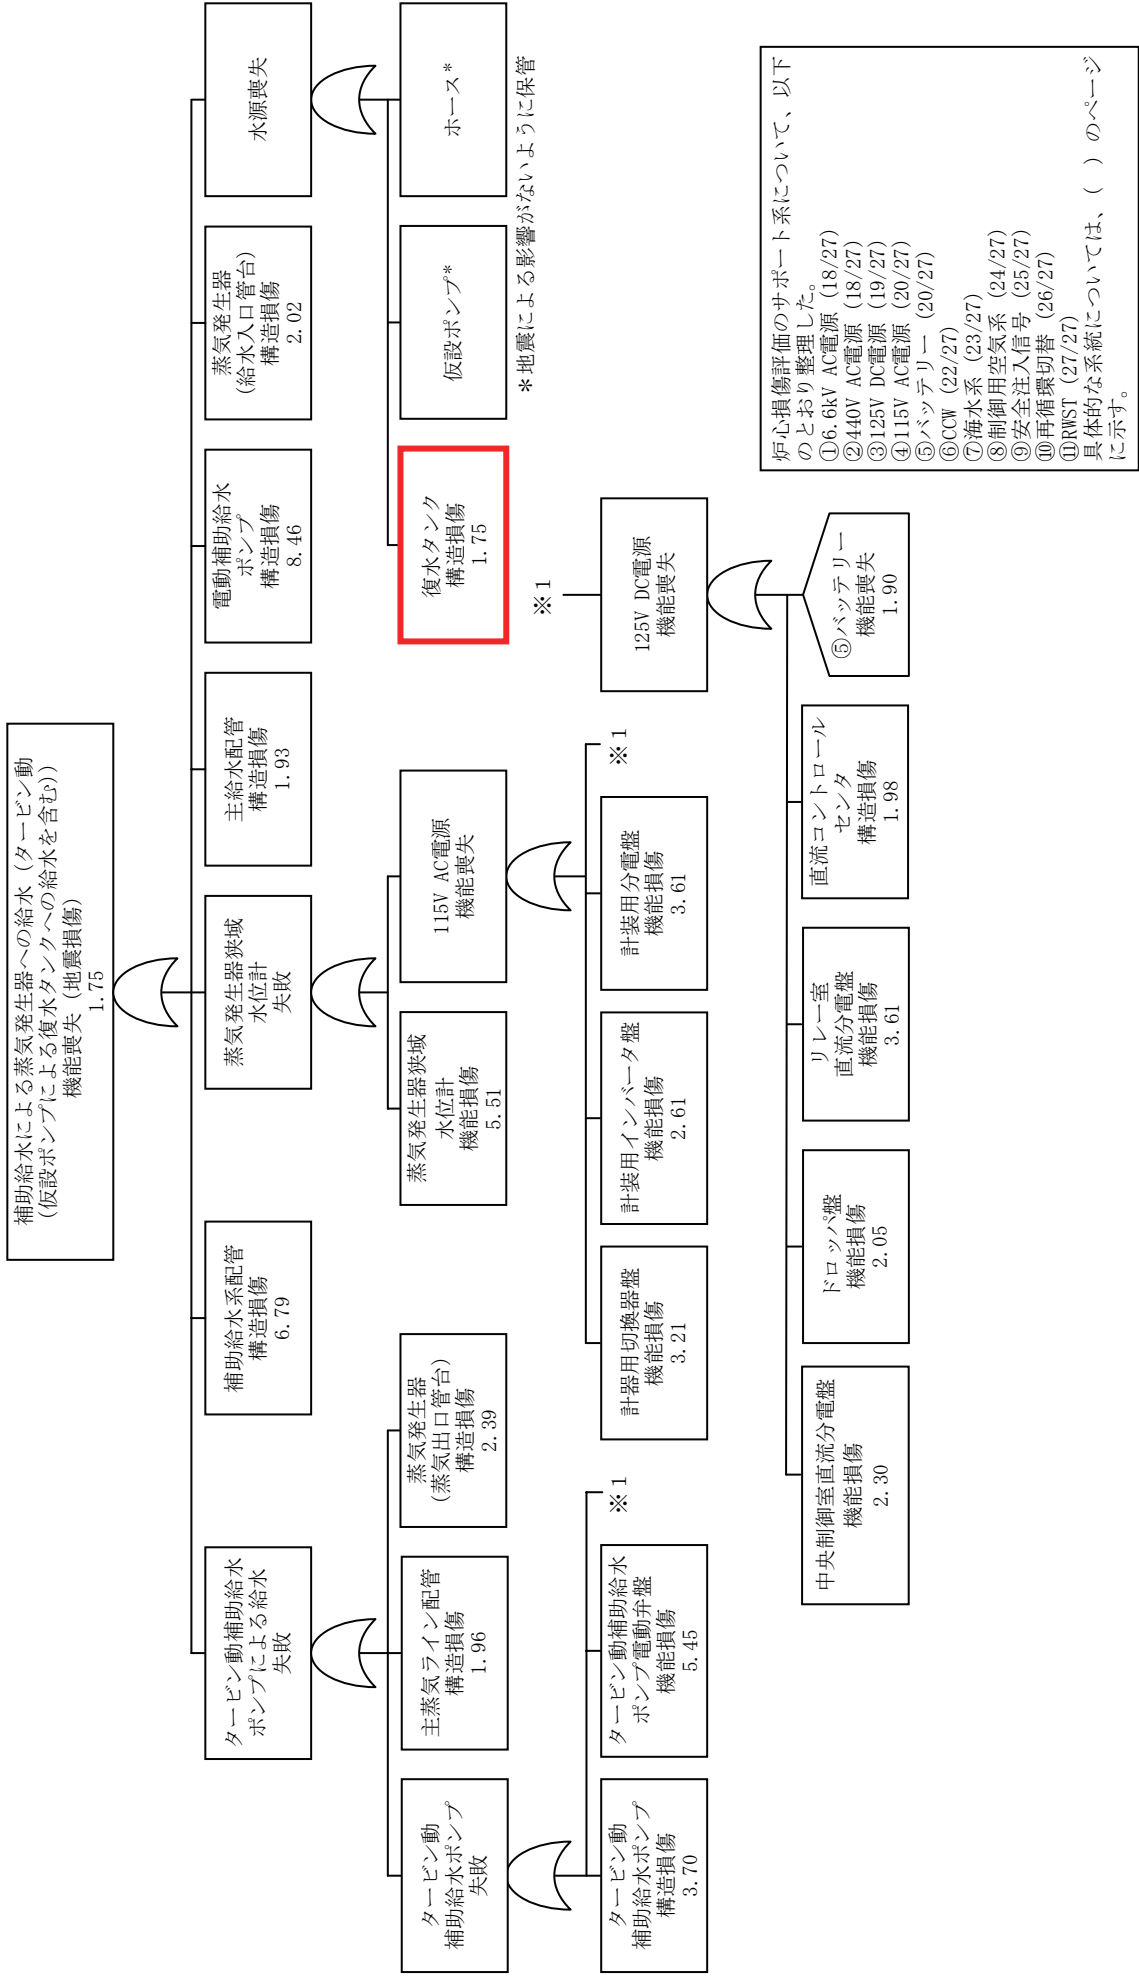 補助給水による蒸気発生器への給水（タービン動
（仮設ポンプによる復水タンクへの給水を含む））
機能喪失（地震損傷）
1.75
タービン動補助給水
ポンプによる給水
失敗
補助給水系配管
構造損傷
6.79
蒸気発生器狭域
水位計
失敗
主給水配管
構造損傷
1.93
電動補助給水
ポンプ
構造損傷
8.46
蒸気発生器
（給水入口管台）
構造損傷
2.02
水源喪失
タービン動
補助給水ポンプ
失敗
主蒸気ライン配管
構造損傷
1.96
蒸気発生器
（蒸気出口管台）
構造損傷
2.39
蒸気発生器狭域
水位計
機能損傷
5.51
115V AC電源
機能喪失
復水タンク
構造損傷
1.75
仮設ポンプ*
ホース*
*地震による影響がないように保管
タービン動
補助給水ポンプ
構造損傷
3.70
タービン動補助給水
ポンプ電動弁盤
機能損傷
5.45
※1
計器用切換器盤
機能損傷
3.21
計装用インバータ盤
機能損傷
2.61
計装用分電盤
機能損傷
3.61
※1
※1
125V DC電源
機能喪失
中央制御室直流分電盤
機能損傷
2.30
ドロッパ盤
機能損傷
2.05
リレー室
直流分電盤
機能損傷
3.61
直流コントロール
センタ
構造損傷
1.98
⑤バッテリー
機能喪失
1.90
炉心損傷評価のサポート系について、以下
のとおり整理した。
①6.6kV AC電源 (18/27)
②440V AC電源 (18/27)
③125V DC電源 (19/27)
④115V AC電源 (20/27)
⑤バッテリー (20/27)
⑥CCW (22/27)
⑦海水系 (23/27)
⑧制御用空気系 (24/27)
⑨安全注入信号 (25/27)
⑩再循環切替 (26/27)
⑪RWST (27/27)
具体的な系統については、( ) のページ
に示す。